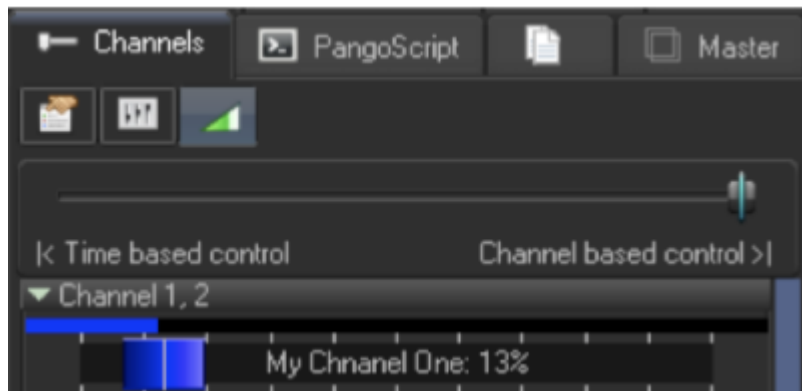 Channels PangoScript Master
|< Time based control Channel based control >|
Channel 1, 2
My Chnanel One: 13%